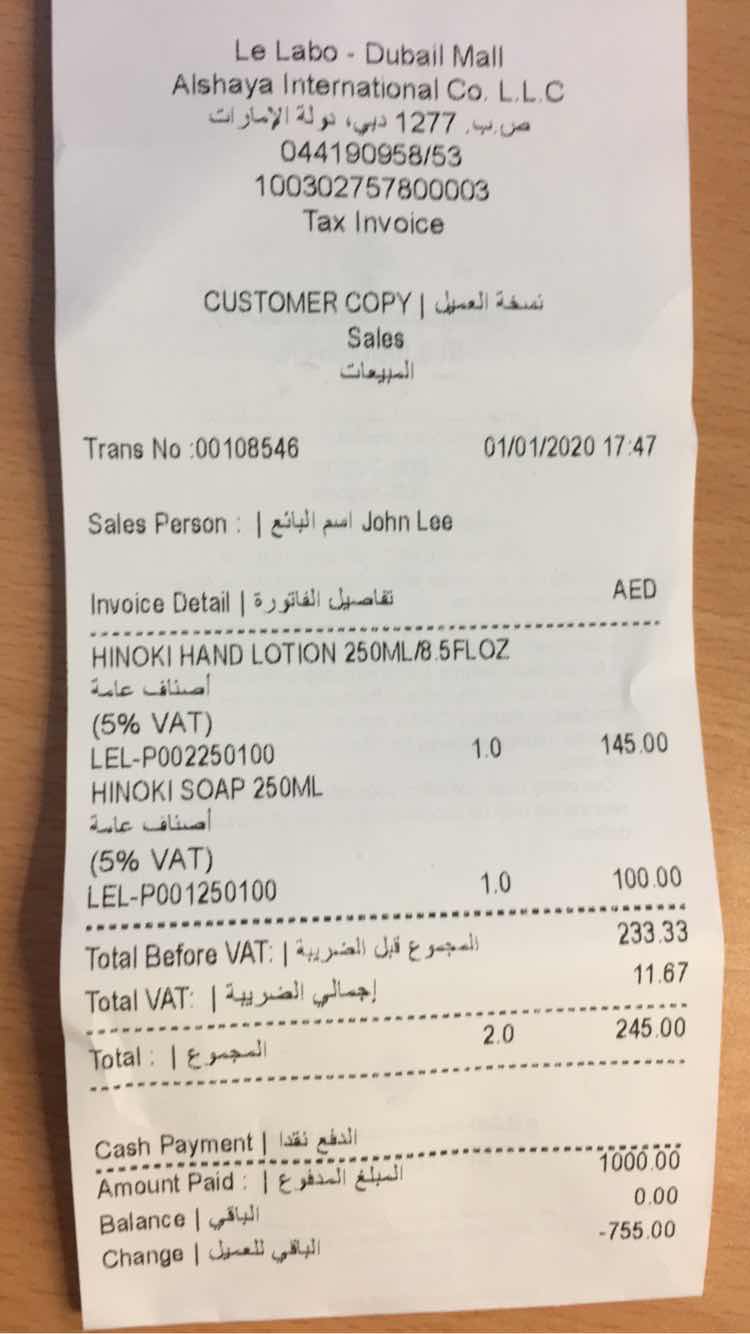 Le Labo - Dubail Mall
Alshaya International Co. L.L.C
ص.ب. 1277 دبي، دولة الإمارات
044190958/53
100302757800003
Tax Invoice
CUSTOMER COPY | نسخة العميل
Sales
المبيعات
Trans No :00108546 01/01/2020 17:47
Sales Person : | اسم البائع John Lee
Invoice Detail | تفاصيل الفاتورة AED
HINOKI HAND LOTION 250ML/8.5FLOZ
أصناف عامة
(5% VAT)
LEL-P002250100 1.0 145.00
HINOKI SOAP 250ML
أصناف عامة
(5% VAT)
LEL-P001250100 1.0 100.00
Total Before VAT: | المجموع قبل الضريبة 233.33
Total VAT: | إجمالي الضريبة 11.67
Total : | المجموع 2.0 245.00
Cash Payment | الدفع نقدا
Amount Paid : | المبلغ المدفوع 1000.00
Balance | الباقي 0.00
Change | الباقي للعميل -755.00